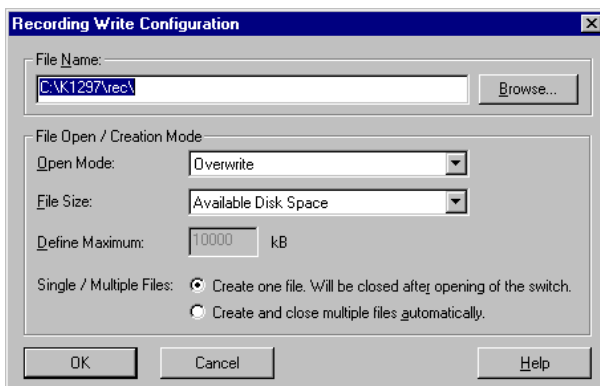 Recording Write Configuration
File Name:
C:\K1297\rec\
Browse...
File Open / Creation Mode
Open Mode: Overwrite
File Size: Available Disk Space
Define Maximum: 10000 kB
Single / Multiple Files: Create one file. Will be closed after opening of the switch.
Create and close multiple files automatically.
OK Cancel Help